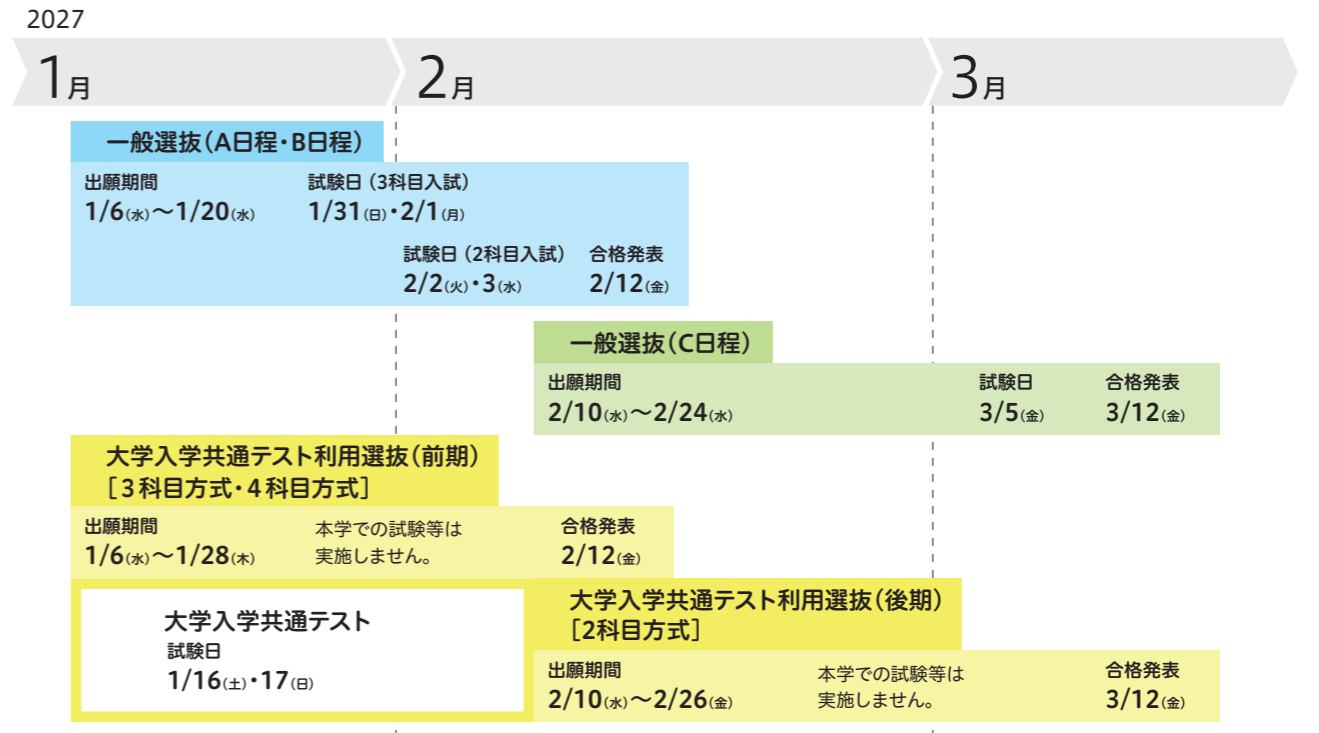 2027
1月
2月
3月
一般選抜（A日程・B日程）
出願期間
1/6(水)～1/20(水)
試験日（3科目入試）
1/31(日)・2/1(月)
試験日（2科目入試）
2/2(火)・3(水)
合格発表
2/12(金)
一般選抜（C日程）
出願期間
2/10(水)～2/24(水)
試験日
3/5(金)
合格発表
3/12(金)
大学入学共通テスト利用選抜（前期）
［３科目方式・４科目方式］
出願期間
1/6(水)～1/28(木)
本学での試験等は
実施しません。
合格発表
2/12(金)
大学入学共通テスト
試験日
1/16(土)・17(日)
大学入学共通テスト利用選抜（後期）
［2科目方式］
出願期間
2/10(水)～2/26(金)
本学での試験等は
実施しません。
合格発表
3/12(金)